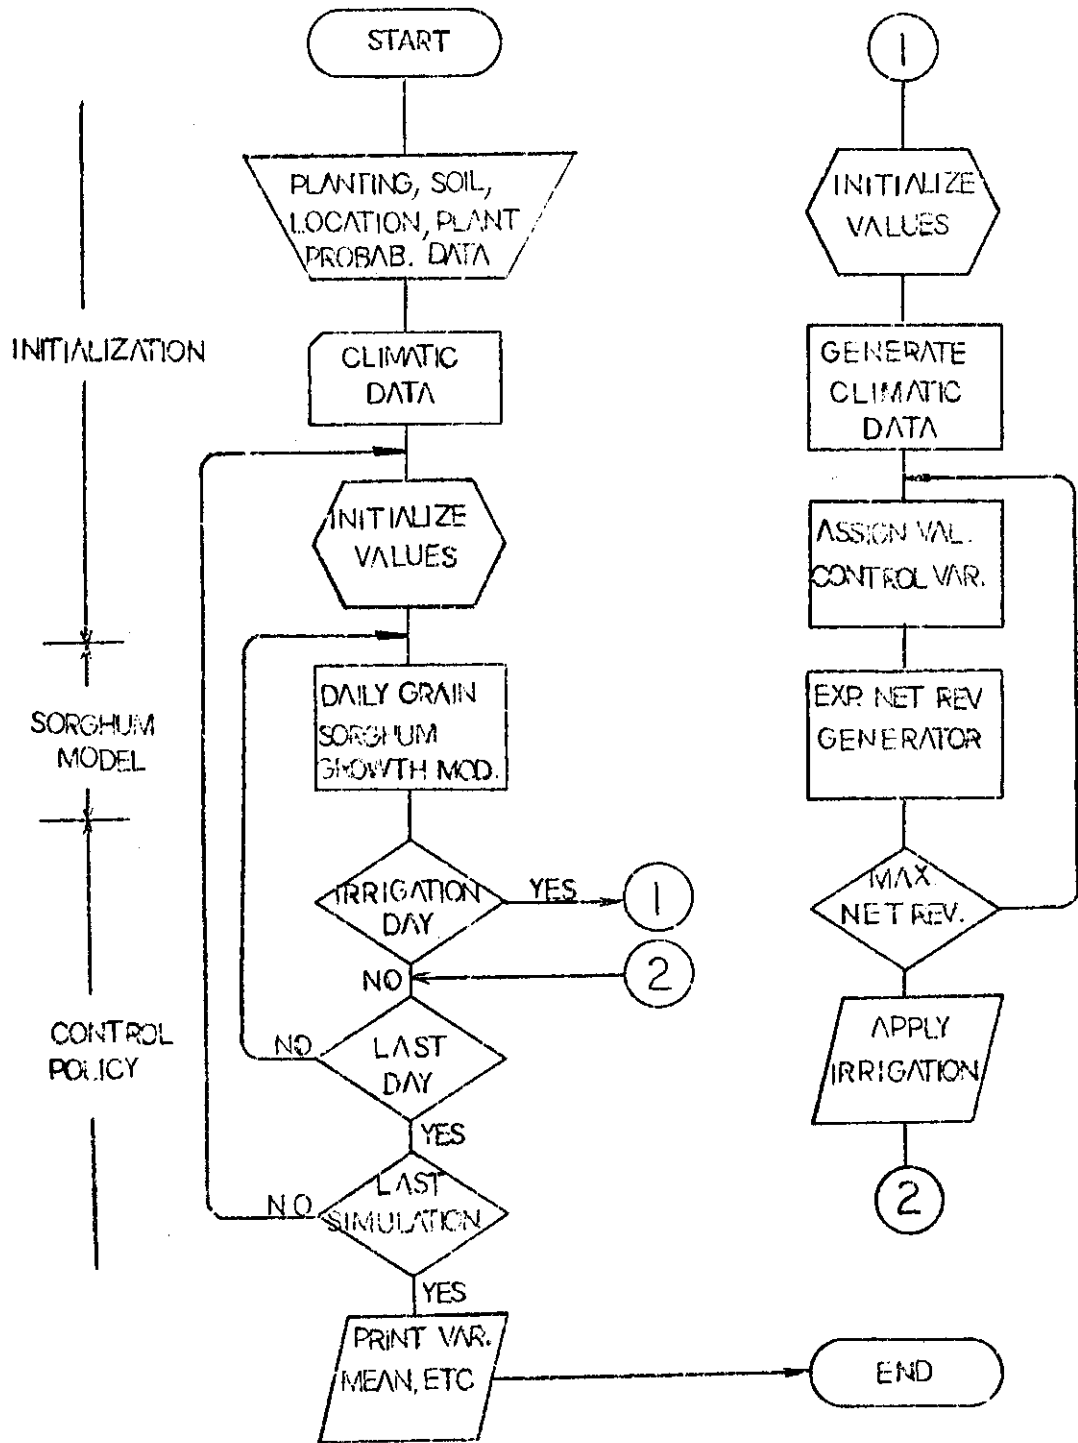 START
PLANTING, SOIL,
LOCATION, PLANT
PROBAB. DATA
INITIALIZATION
CLIMATIC
DATA
INITIALIZE
VALUES
SORGHUM
MODEL
DAILY GRAIN
SORGHUM
GROWTH MOD.
IRRIGATION
DAY
YES
1
NO
2
CONTROL
POLICY
LAST
DAY
NO
YES
LAST
SIMULATION
NO
YES
PRINT VAR.
MEAN, ETC
END
1
INITIALIZE
VALUES
GENERATE
CLIMATIC
DATA
ASSIGN VAL.
CONTROL VAR.
EXP. NET REV
GENERATOR
MAX.
NET REV.
APPLY
IRRIGATION
2